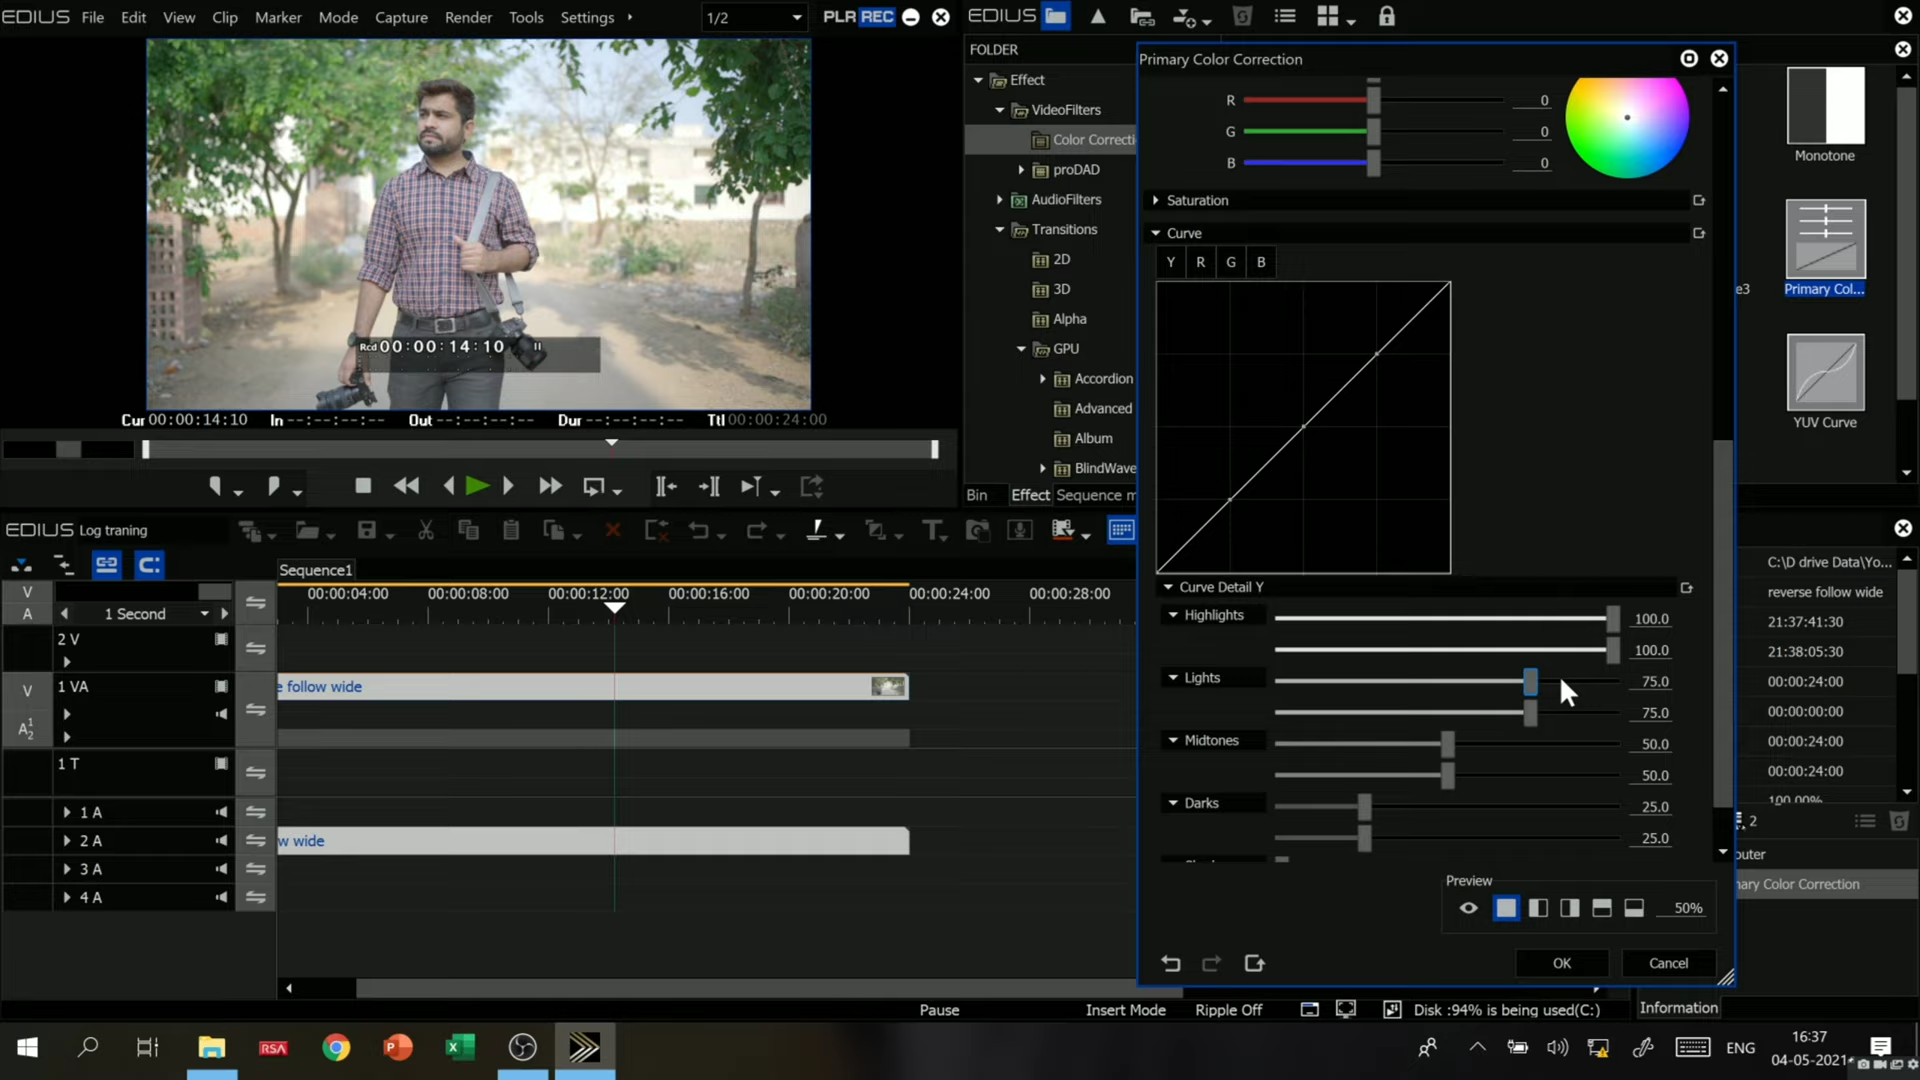 EDIUS File Edit View Clip Marker Mode Capture Render Tools Settings 1/2 PLR REC
Rcd 00:00:14:10
Cur 00:00:14:10 In --:--:--:-- Out --:--:--:-- Dur --:--:--:-- Ttl 00:00:24:00
EDIUS
FOLDER
Effect
VideoFilters
Color Correcti
proDAD
AudioFilters
Transitions
2D
3D
Alpha
GPU
Accordion
Advanced
Album
BlindWave
Bin Effect Sequence m
Primary Color Correction
R 0
G 0
B 0
Saturation
Curve
Y R G B
Curve Detail Y
Highlights 100.0
100.0
Lights 75.0
75.0
Midtones 50.0
50.0
Darks 25.0
25.0
Preview
50%
OK Cancel
Monotone
e3 Primary Col...
YUV Curve
C:\D drive Data\Yo...
reverse follow wide
21:37:41:30
21:38:05:30
00:00:24:00
00:00:00:00
00:00:24:00
00:00:24:00
100.00%
2
outer
nary Color Correction
Information
EDIUS Log traning
Sequence1
00:00:04:00 00:00:08:00 00:00:12:00 00:00:16:00 00:00:20:00 00:00:24:00 00:00:28:00
V
A 1 Second
2 V
V 1 VA
A 1 2
e follow wide
1 T
1 A
2 A
w wide
3 A
4 A
Pause Insert Mode Ripple Off Disk :94% is being used(C:)
RSA
ENG
16:37
04-05-2021